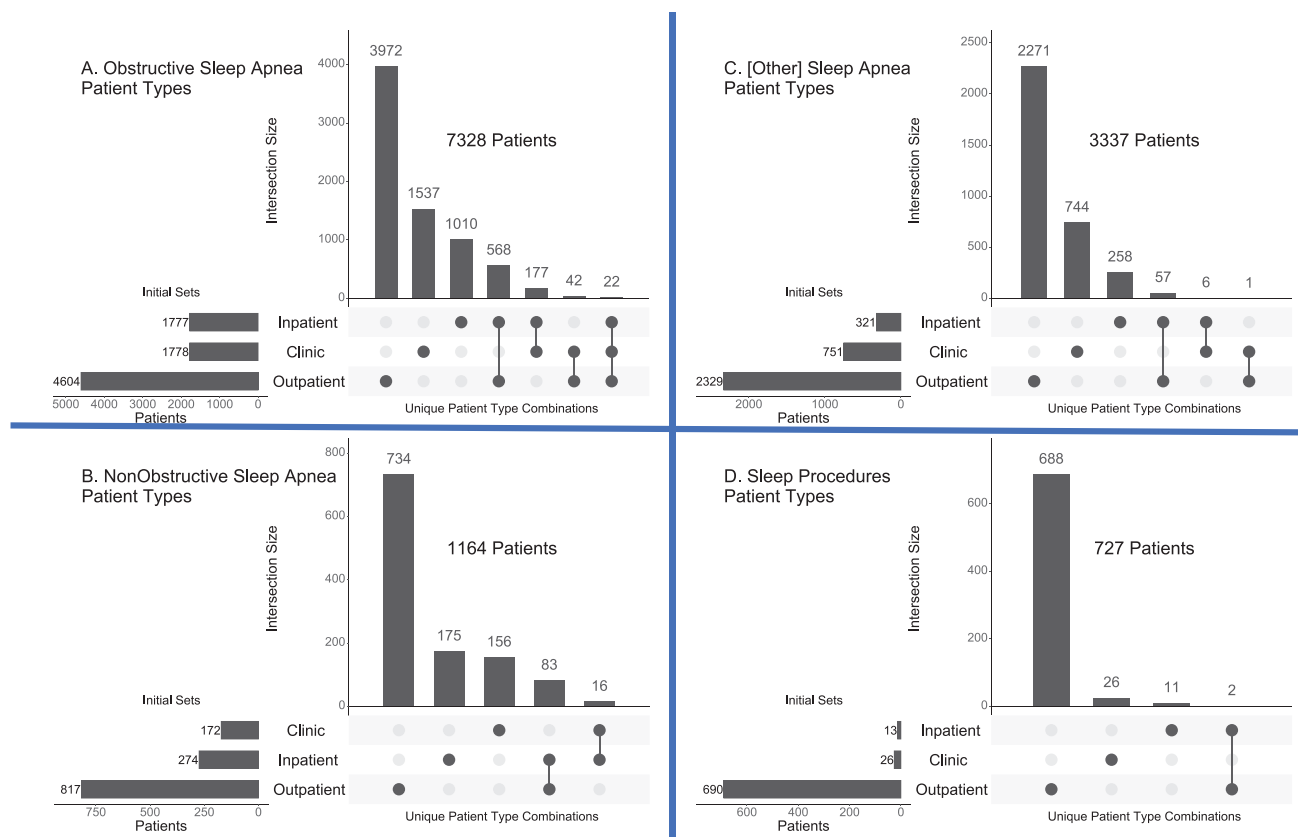 A. Obstructive Sleep Apnea
Patient Types
7328 Patients
Intersection Size
4000
3000
2000
1000
0
3972
1537
1010
568
177
42
22
Initial Sets
1777
1778
4604
Inpatient
Clinic
Outpatient
5000 4000 3000 2000 1000 0
Patients
Unique Patient Type Combinations
C. [Other] Sleep Apnea
Patient Types
3337 Patients
Intersection Size
2500
2000
1500
1000
500
0
2271
744
258
57
6
1
Initial Sets
321
751
2329
Inpatient
Clinic
Outpatient
2000 1000 0
Patients
Unique Patient Type Combinations
B. NonObstructive Sleep Apnea
Patient Types
1164 Patients
Intersection Size
800
600
400
200
0
734
175
156
83
16
Initial Sets
172
274
817
Clinic
Inpatient
Outpatient
750 500 250 0
Patients
Unique Patient Type Combinations
D. Sleep Procedures
Patient Types
727 Patients
Intersection Size
600
400
200
0
688
26
11
2
Initial Sets
13
26
690
Inpatient
Clinic
Outpatient
600 400 200 0
Patients
Unique Patient Type Combinations